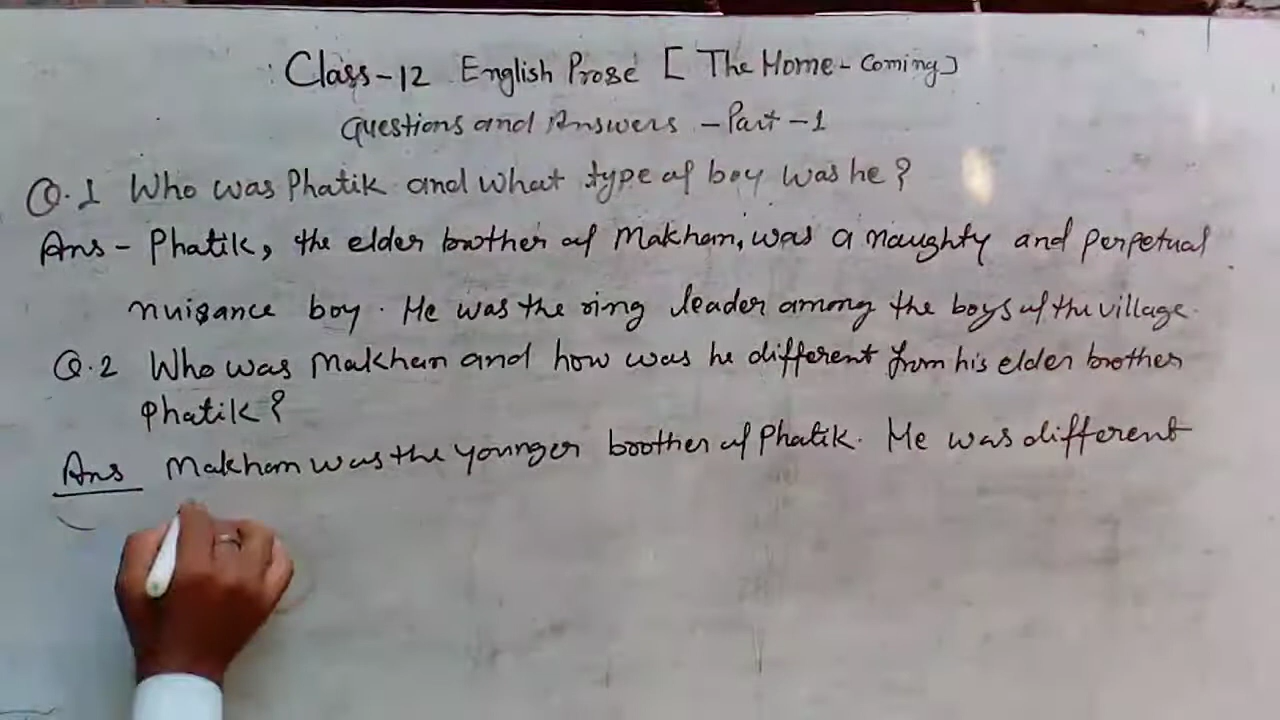 Class-12 English Prose [The Home-Coming]
Questions and Answers - Part-1
Q.1 Who was Phatik and what type of boy was he?
Ans- Phatik, the elder brother of Makhan, was a naughty and perpetual
nuisance boy. He was the ring leader among the boys of the village.
Q.2 Who was Makhan and how was he different from his elder brother
Phatik?
Ans Makhan was the younger brother of Phatik. He was different